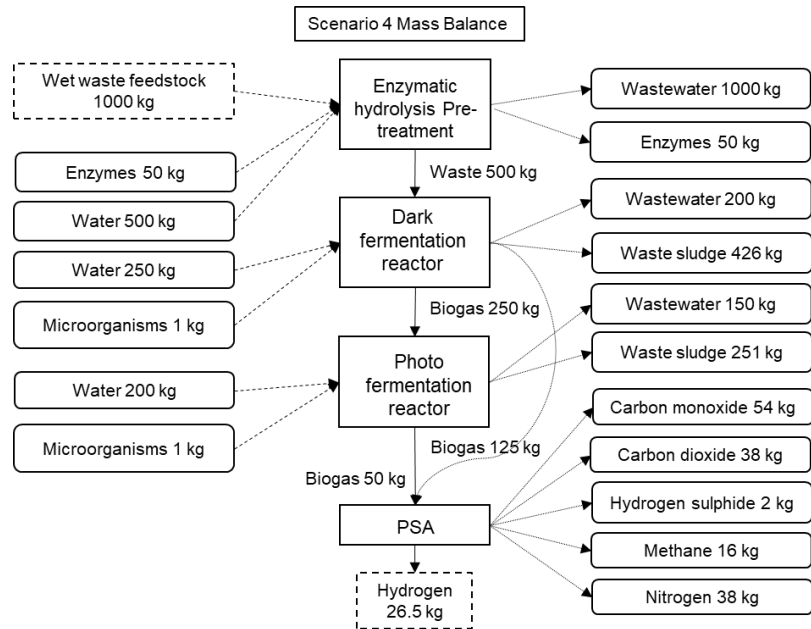 Scenario 4 Mass Balance
Wet waste feedstock
1000 kg
Enzymatic
hydrolysis Pre-
treatment
Wastewater 1000 kg
Enzymes 50 kg
Enzymes 50 kg
Waste 500 kg
Water 500 kg
Dark
fermentation
reactor
Wastewater 200 kg
Water 250 kg
Waste sludge 426 kg
Microorganisms 1 kg
Biogas 250 kg
Wastewater 150 kg
Photo
fermentation
reactor
Waste sludge 251 kg
Water 200 kg
Carbon monoxide 54 kg
Microorganisms 1 kg
Biogas 125 kg
Carbon dioxide 38 kg
Biogas 50 kg
Hydrogen sulphide 2 kg
PSA
Methane 16 kg
Hydrogen
26.5 kg
Nitrogen 38 kg